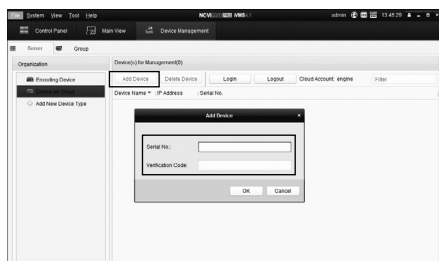 File System View Tool Help
admin 13:45:29
Control Panel Main View Device Management
Server Group
Organization
Device(s) for Management(0)
Encoding Device
Add New Device Type
Add Device Delete Device Login Logout Cloud Account: engine Filter
Device Name IP Address Serial No.
Add Device
Serial No.:
Verification Code:
OK Cancel